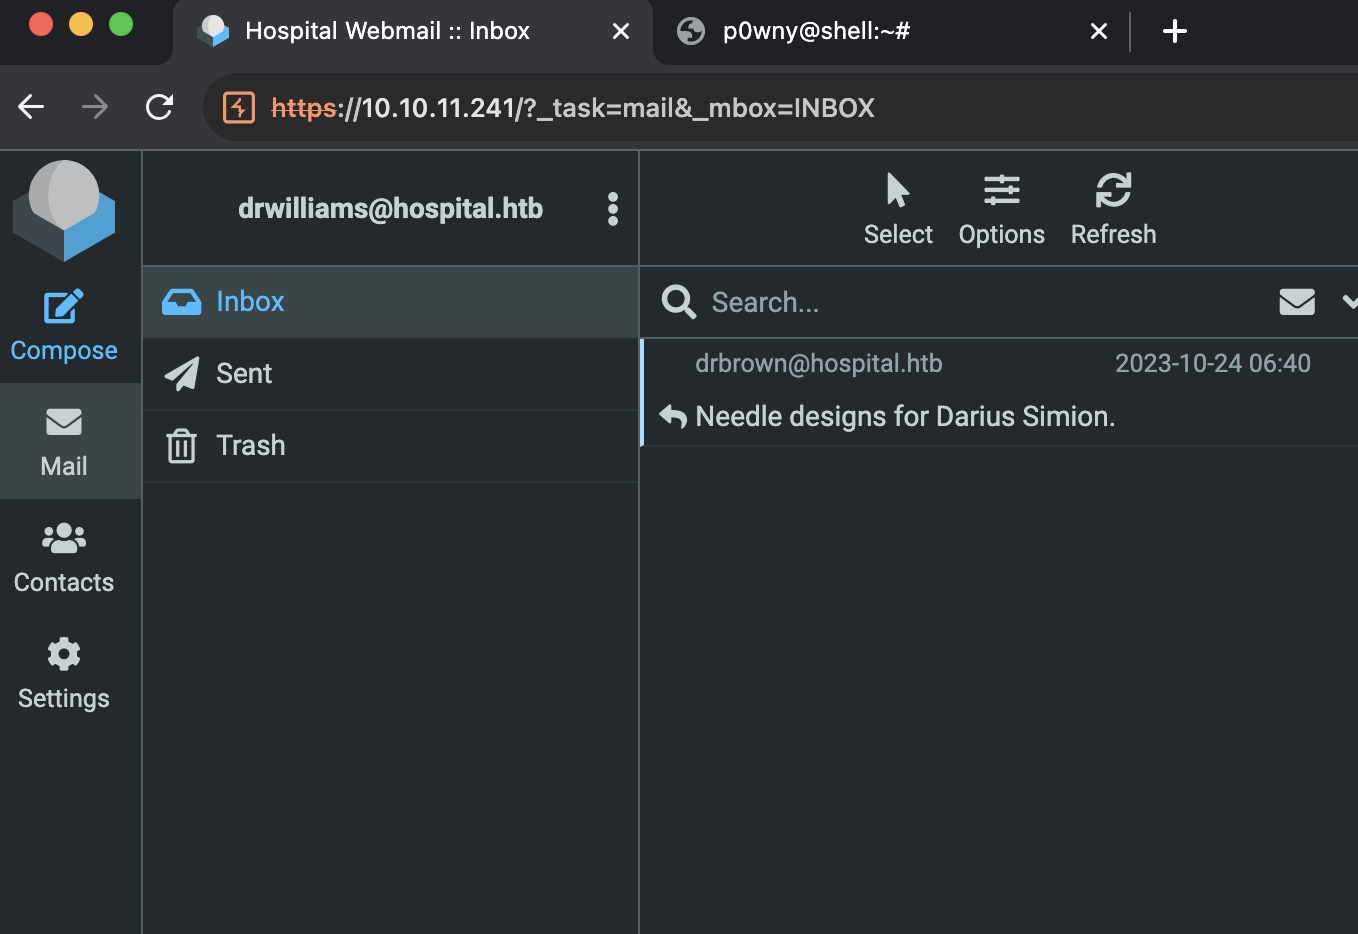 Hospital Webmail :: Inbox
p0wny@shell:~#
https://10.10.11.241/?_task=mail&_mbox=INBOX
drwilliams@hospital.htb
Select
Options
Refresh
Compose
Mail
Contacts
Settings
Inbox
Sent
Trash
Search...
drbrown@hospital.htb 2023-10-24 06:40
Needle designs for Darius Simion.